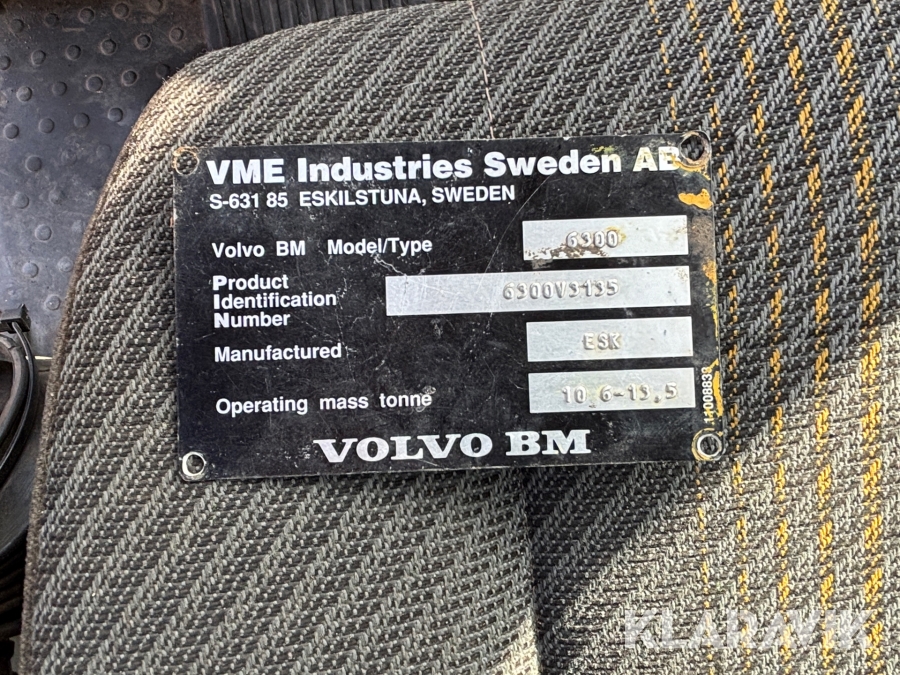 VME Industries Sweden AB
S-631 85 ESKILSTUNA, SWEDEN
Volvo BM Model/Type 6300
Product
Identification 6300V3135
Number
Manufactured ESK
Operating mass tonne 10.6-13.5
VOLVO BM
KLARAVIK